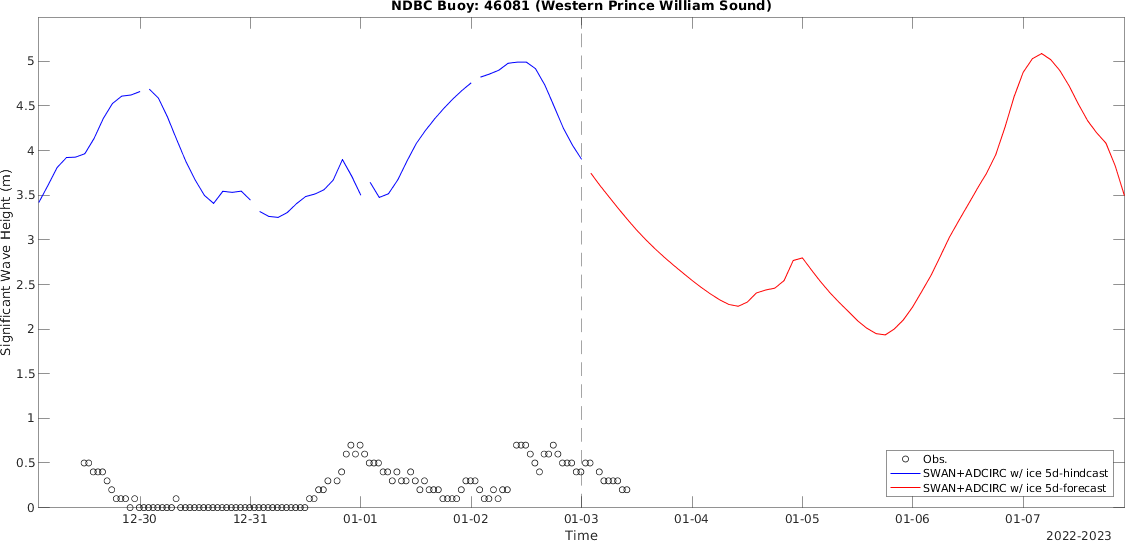 NDBC Buoy: 46081 (Western Prince William Sound)
Significant Wave Height (m)
5
4.5
4
3.5
3
2.5
2
1.5
1
0.5
0
Obs.
SWAN+ADCIRC w/ ice 5d-hindcast
SWAN+ADCIRC w/ ice 5d-forecast
12-30 12-31 01-01 01-02 01-03 01-04 01-05 01-06 01-07
Time
2022-2023